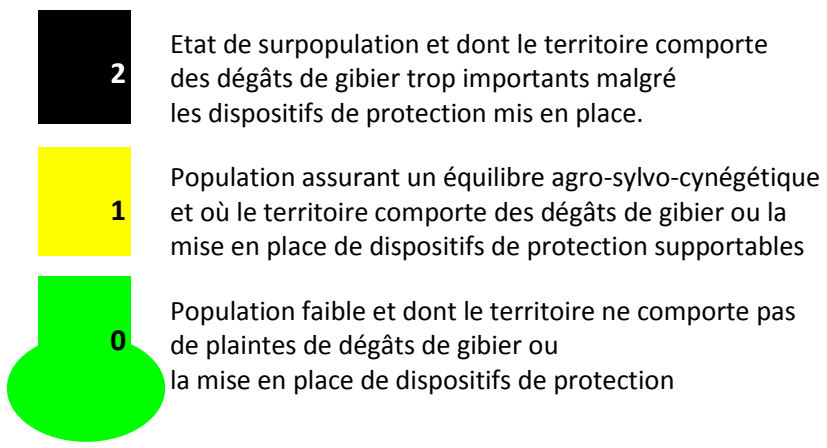 2
Etat de surpopulation et dont le territoire comporte
des dégâts de gibier trop importants malgré
les dispositifs de protection mis en place.
1
Population assurant un équilibre agro-sylvo-cynégétique
et où le territoire comporte des dégâts de gibier ou la
mise en place de dispositifs de protection supportables
0
Population faible et dont le territoire ne comporte pas
de plaintes de dégâts de gibier ou
la mise en place de dispositifs de protection